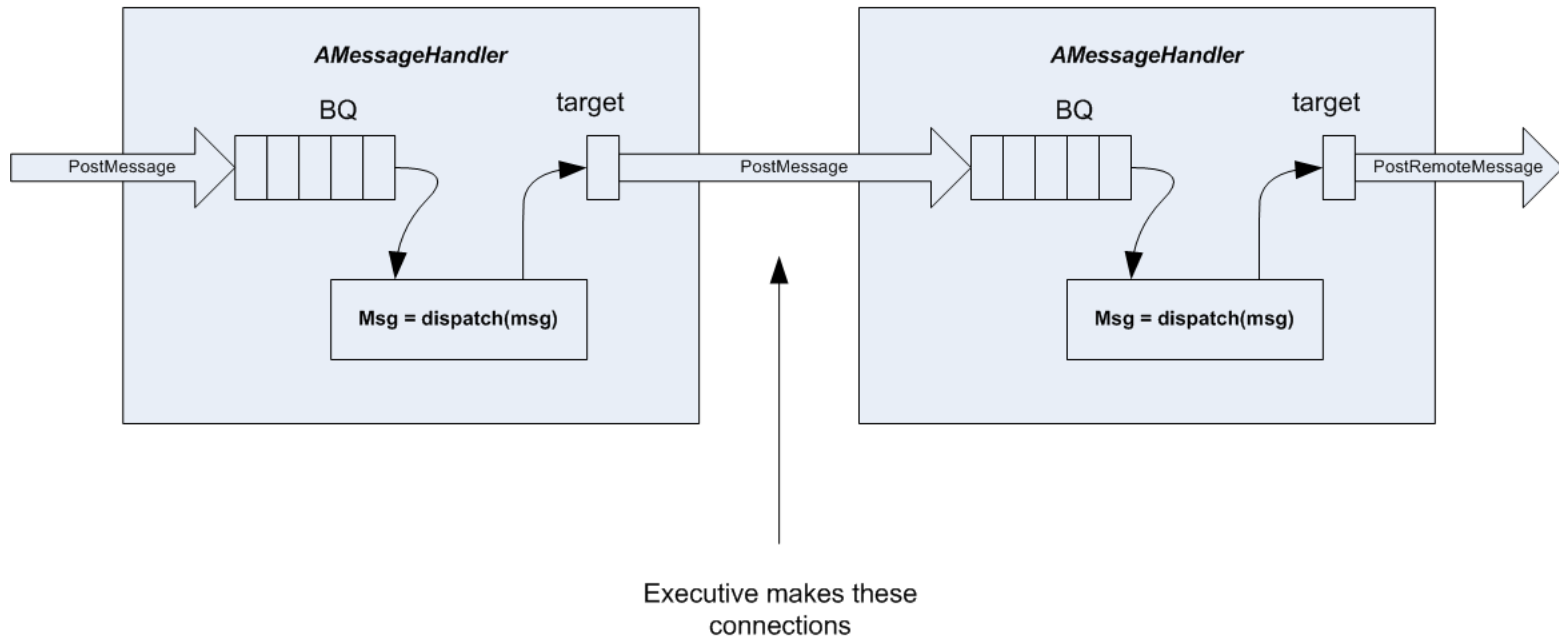 AMessageHandler
BQ
target
PostMessage
Msg = dispatch(msg)
PostMessage
AMessageHandler
BQ
target
PostRemoteMessage
Msg = dispatch(msg)
Executive makes these
connections